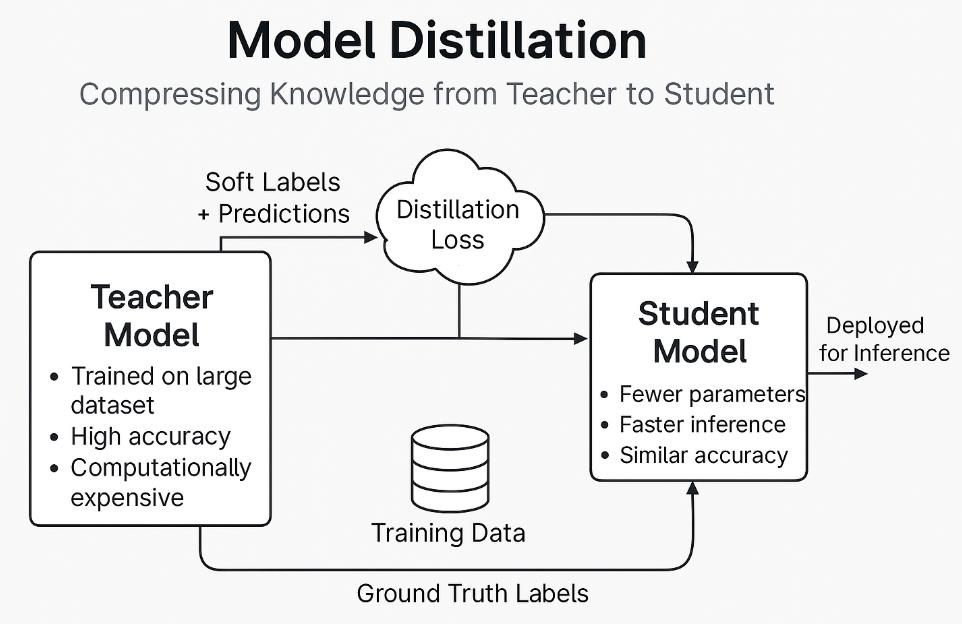 Model Distillation
Compressing Knowledge from Teacher to Student
Soft Labels
+ Predictions
Distillation
Loss
Teacher
Model
• Trained on large
dataset
• High accuracy
• Computationally
expensive
Student
Model
• Fewer parameters
• Faster inference
• Similar accuracy
Deployed
for Inference
Training Data
Ground Truth Labels